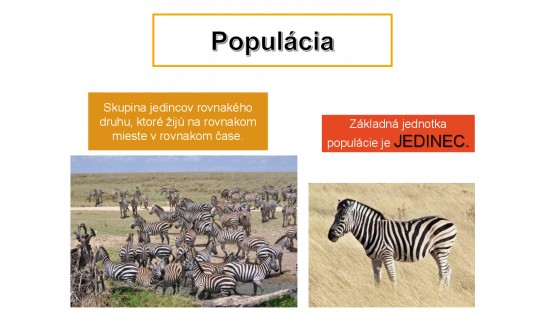 Populácia
Skupina jedincov rovnakého
druhu, ktoré žijú na rovnakom
mieste v rovnakom čase.
Základná jednotka
populácie je JEDINEC.